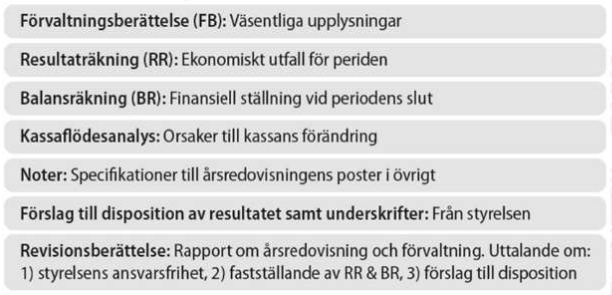 Förvaltningsberättelse (FB): Väsentliga upplysningar
Resultaträkning (RR): Ekonomiskt utfall för periden
Balansräkning (BR): Finansiell ställning vid periodens slut
Kassaflödesanalys: Orsaker till kassans förändring
Noter: Specifikationer till årsredovisningens poster i övrigt
Förslag till disposition av resultatet samt underskrifter: Från styrelsen
Revisionsberättelse: Rapport om årsredovisning och förvaltning. Uttalande om:
1) styrelsens ansvarsfrihet, 2) fastställande av RR & BR, 3) förslag till disposition